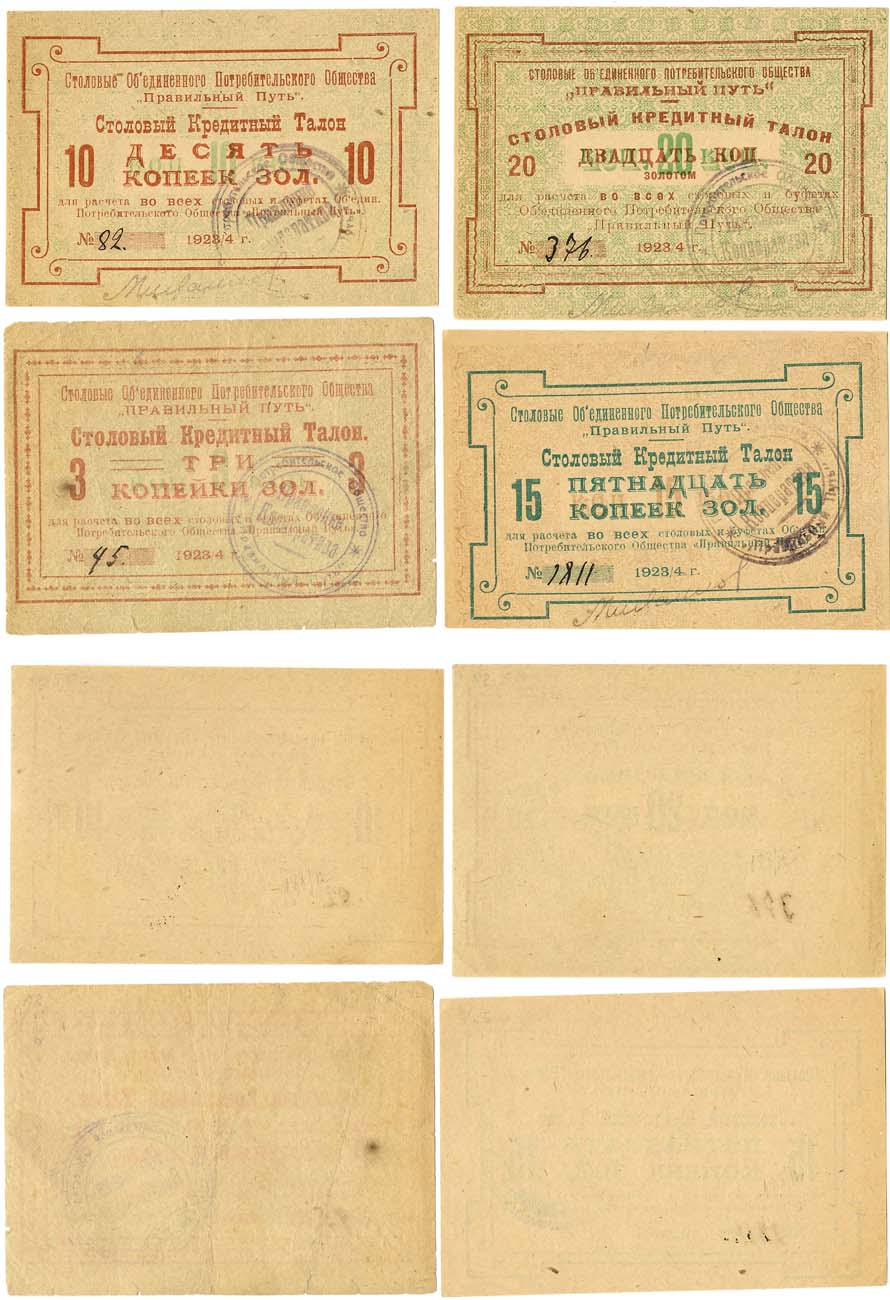 Столовые Об'единенного Потребительского Общества
„Правильный Путь".
Столовый Кредитный Талон
10 ДЕСЯТЬ 10
КОПЕЕК ЗОЛ.
для расчета во всех столовых и буфетах Об'един.
Потребительского Общества «Правильный Путь».
№ 82. 1923/4 г.
СТОЛОВЫЕ ОБ'ЕДИНЕННОГО ПОТРЕБИТЕЛЬСКОГО ОБЩЕСТВА
„ПРАВИЛЬНЫЙ ПУТЬ"
СТОЛОВЫЙ КРЕДИТНЫЙ ТАЛОН
20 ДВАДЦАТЬ КОП. 20
ЗОЛОТОМ
для расчета во всех столовых и буфетах
Об'единенного Потребительского Общества
„Правильный Путь".
№ 376. 1923/4 г.
Столовые Об'единенного Потребительского Общества
„ПРАВИЛЬНЫЙ ПУТЬ".
Столовый Кредитный Талон.
3 ТРИ 3
КОПЕЙКИ ЗОЛ.
для расчета во всех столовых и буфетах Об'единенного
Потребительского Общества «Правильный Путь».
№ 45. 1923/4 г.
Столовые Об'единенного Потребительского Общества
„Правильный Путь".
Столовый Кредитный Талон
15 ПЯТНАДЦАТЬ 15
КОПЕЕК ЗОЛ.
для расчета во всех столовых и буфетах Об'един.
Потребительского Общества «Правильный Путь».
№ 1811 1923/4 г.